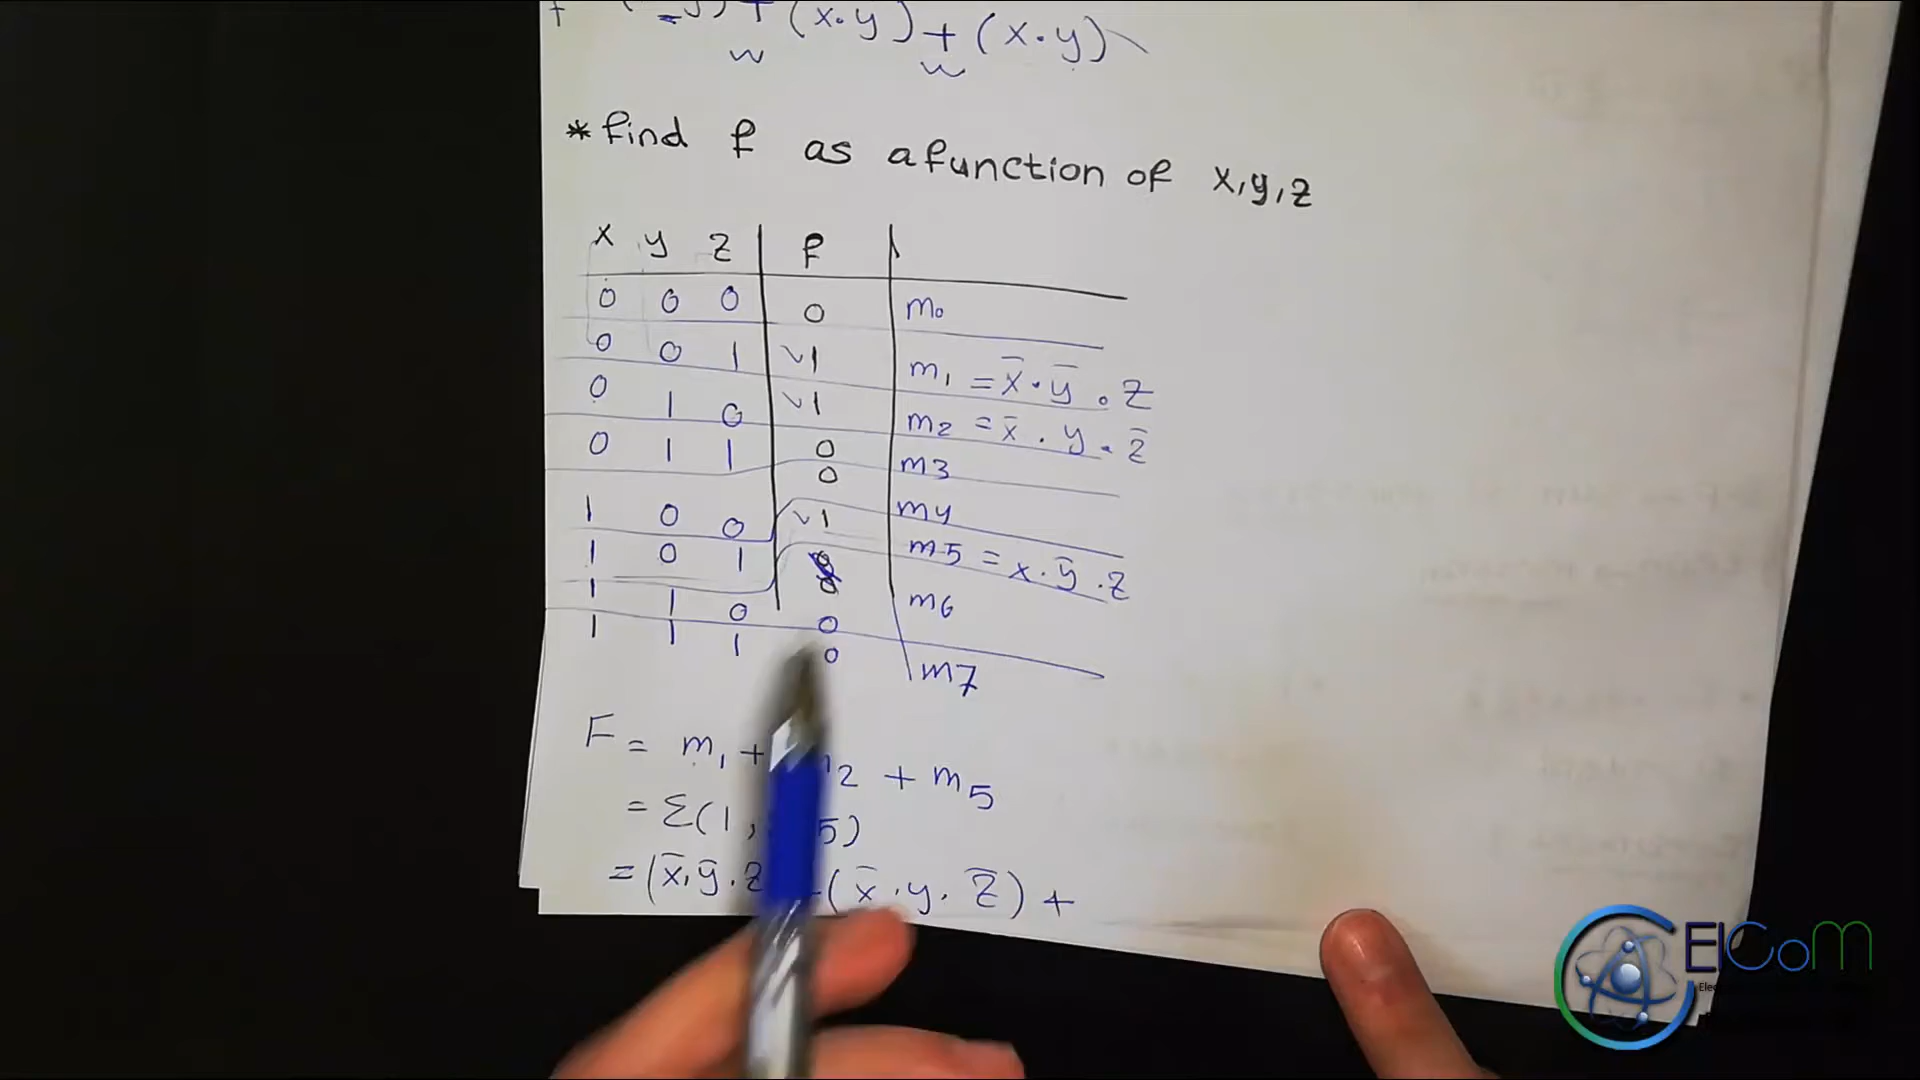 (x.y) + (x.y)
*find f as a function of x,y,z
x y z f
0 0 0 0 m0
0 0 1 1 m1 = x̄.ȳ.z
0 1 0 1 m2 = x̄.y.z̄
0 1 1 0 m3
0
1 0 0 1 m4
1 0 1 m5 = x.ȳ.z
1 1 0 0 m6
1 1 1 0 m7
F = m1 + m2 + m5
= Σ(1, 5)
= (x̄.ȳ.z (x̄.y.z̄) +
ElCoM